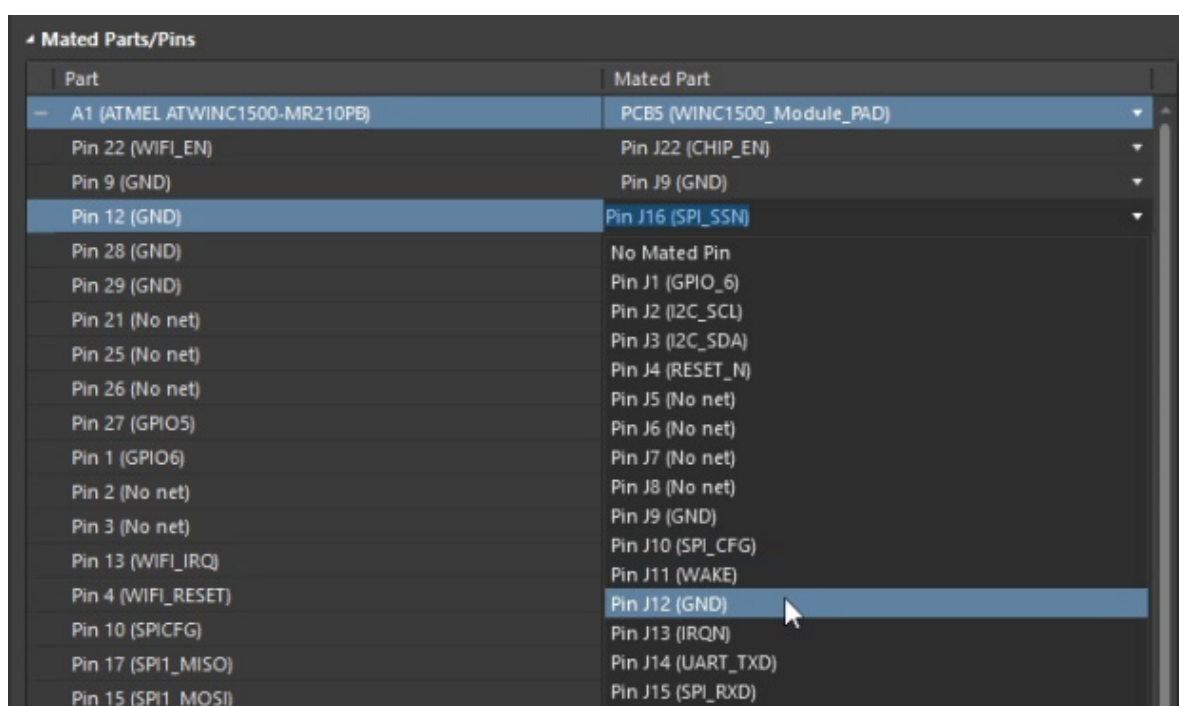 Mated Parts/Pins
Part Mated Part
A1 (ATMEL ATWINC1500-MR210PB) PCB5 (WINC1500_Module_PAD)
Pin 22 (WIFI_EN) Pin J22 (CHIP_EN)
Pin 9 (GND) Pin J9 (GND)
Pin 12 (GND) Pin J16 (SPI_SSN)
Pin 28 (GND)
Pin 29 (GND)
Pin 21 (No net)
Pin 25 (No net)
Pin 26 (No net)
Pin 27 (GPIO5)
Pin 1 (GPIO6)
Pin 2 (No net)
Pin 3 (No net)
Pin 13 (WIFI_IRQ)
Pin 4 (WIFI_RESET)
Pin 10 (SPICFG)
Pin 17 (SPI1_MISO)
Pin 15 (SPI1_MOSI)
No Mated Pin
Pin J1 (GPIO_6)
Pin J2 (I2C_SCL)
Pin J3 (I2C_SDA)
Pin J4 (RESET_N)
Pin J5 (No net)
Pin J6 (No net)
Pin J7 (No net)
Pin J8 (No net)
Pin J9 (GND)
Pin J10 (SPI_CFG)
Pin J11 (WAKE)
Pin J12 (GND)
Pin J13 (IRQN)
Pin J14 (UART_TXD)
Pin J15 (SPI_RXD)